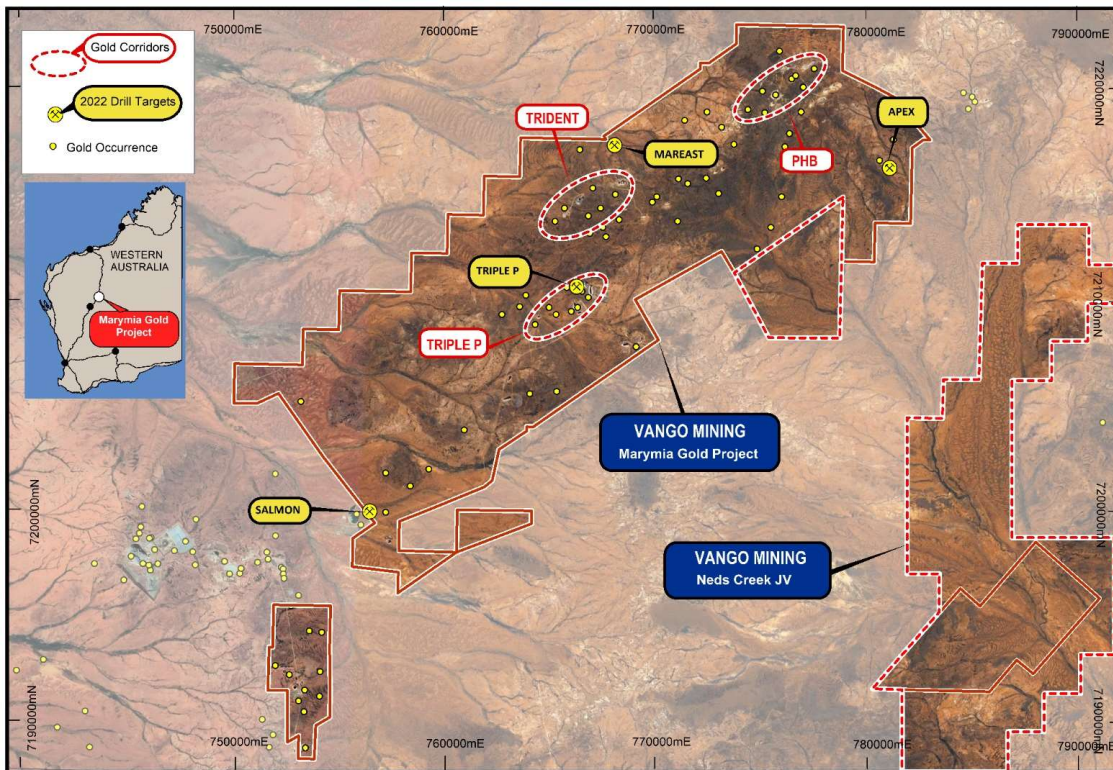 750000mE
760000mE
770000mE
780000mE
790000mE
Gold Corridors
2022 Drill Targets
Gold Occurrence
7220000mN
TRIDENT
MAREAST
PHB
APEX
WESTERN
AUSTRALIA
Marymia Gold
Project
TRIPLE P
TRIPLE P
7210000mN
VANGO MINING
Marymia Gold Project
SALMON
7200000mN
7200000mN
VANGO MINING
Neds Creek JV
7190000mN
7190000mN
750000mE
760000mE
770000mE
780000mE
790000mE